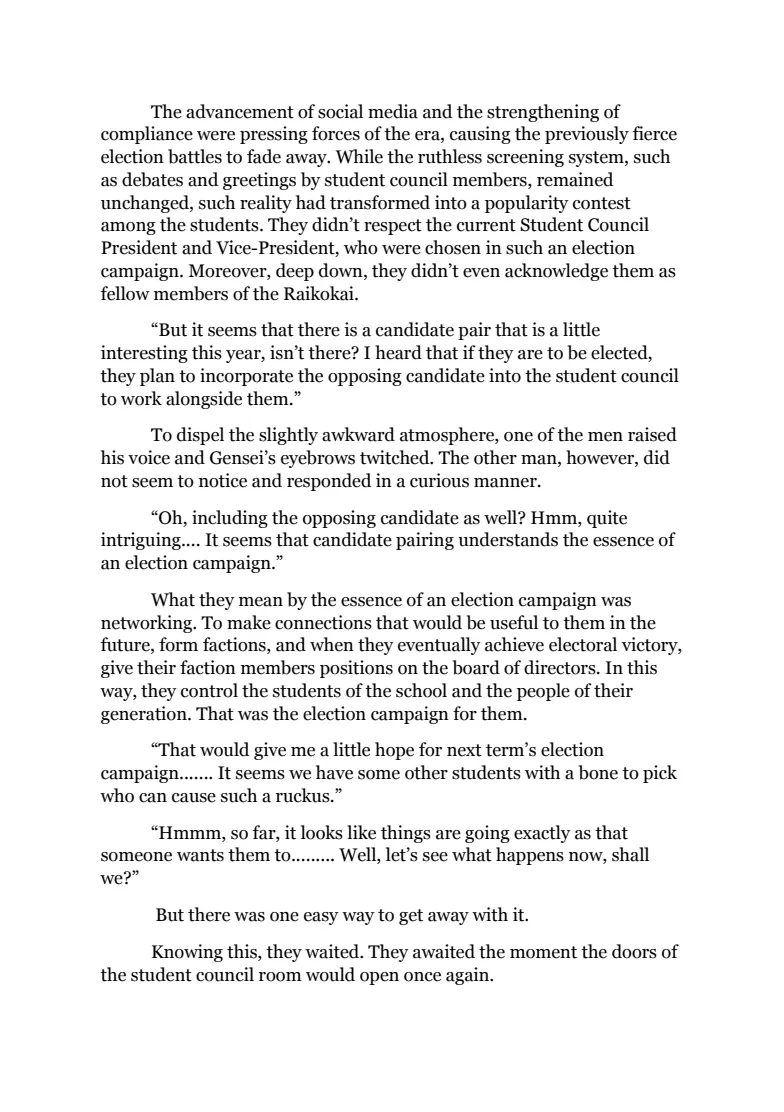 The advancement of social media and the strengthening of
compliance were pressing forces of the era, causing the previously fierce
election battles to fade away. While the ruthless screening system, such
as debates and greetings by student council members, remained
unchanged, such reality had transformed into a popularity contest
among the students. They didn’t respect the current Student Council
President and Vice-President, who were chosen in such an election
campaign. Moreover, deep down, they didn’t even acknowledge them as
fellow members of the Raikokai.
“But it seems that there is a candidate pair that is a little
interesting this year, isn’t there? I heard that if they are to be elected,
they plan to incorporate the opposing candidate into the student council
to work alongside them.”
To dispel the slightly awkward atmosphere, one of the men raised
his voice and Gensei’s eyebrows twitched. The other man, however, did
not seem to notice and responded in a curious manner.
“Oh, including the opposing candidate as well? Hmm, quite
intriguing.... It seems that candidate pairing understands the essence of
an election campaign.”
What they mean by the essence of an election campaign was
networking. To make connections that would be useful to them in the
future, form factions, and when they eventually achieve electoral victory,
give their faction members positions on the board of directors. In this
way, they control the students of the school and the people of their
generation. That was the election campaign for them.
“That would give me a little hope for next term’s election
campaign....... It seems we have some other students with a bone to pick
who can cause such a ruckus.”
“Hmmm, so far, it looks like things are going exactly as that
someone wants them to......... Well, let’s see what happens now, shall
we?”
But there was one easy way to get away with it.
Knowing this, they waited. They awaited the moment the doors of
the student council room would open once again.